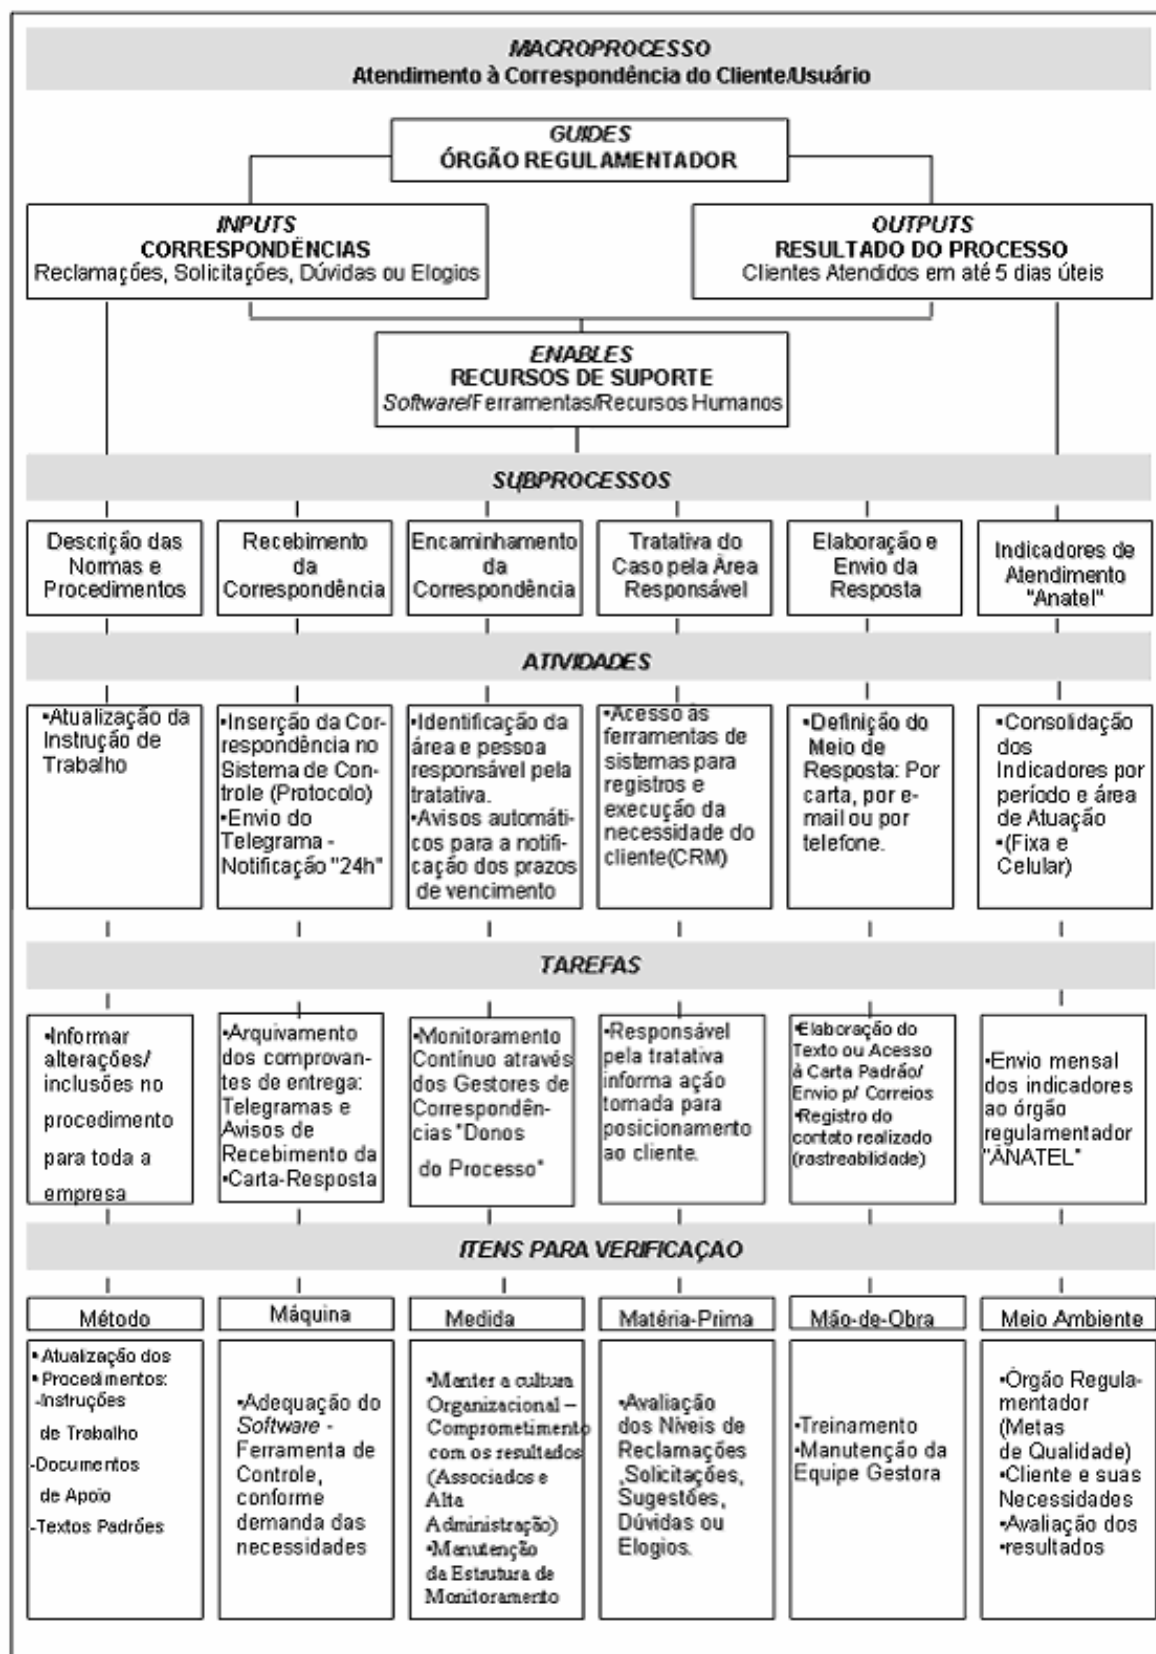 MACROPROCESSO
Atendimento à Correspondência do Cliente/Usuário
GUIDES
ÓRGÃO REGULAMENTADOR
INPUTS
CORRESPONDÊNCIAS
Reclamações, Solicitações, Dúvidas ou Elogios
OUTPUTS
RESULTADO DO PROCESSO
Clientes Atendidos em até 5 dias úteis
ENABLES
RECURSOS DE SUPORTE
Software/Ferramentas/Recursos Humanos
SUBPROCESSOS
Descrição das
Normas e
Procedimentos
Recebimento
da
Correspondência
Encaminhamento
da
Correspondência
Tratativa do
Caso pela Área
Responsável
Elaboração e
Envio da
Resposta
Indicadores de
Atendimento
"Anatel"
ATIVIDADES
•Atualização da
Instrução de
Trabalho
•Inserção da Cor-
respondência no
Sistema de Con-
trole (Protocolo)
•Envio do
Telegrama -
Notificação "24h"
•Identificação da
área e pessoa
responsável pela
tratativa.
•Avisos automáti-
cos para a notifi-
cação dos prazos
de vencimento
•Acesso às
ferramentas de
sistemas para
registros e
execução da
necessidade do
cliente(CRM)
•Definição do
Meio de
Resposta: Por
carta, por e-
mail ou por
telefone.
•Consolidação
dos
Indicadores por
período e área
de Atuação
•(Fixa e
Celular)
TAREFAS
•Informar
alterações/
inclusões no
procedimento
para toda a
empresa
•Arquivamento
dos comprovan-
tes de entrega:
Telegramas e
Avisos de
Recebimento da
•Carta-Resposta
•Monitoramento
Contínuo através
dos Gestores de
Correspondên-
cias "Donos
do Processo"
•Responsável
pela tratativa
informa ação
tomada para
posicionamento
ao cliente.
•Elaboração do
Texto ou Acesso
à Carta Padrão/
Envio p/ Correios
•Registro do
contato realizado
(rastreabilidade)
•Envio mensal
dos indicadores
ao órgão
regulamentador
"ANATEL"
ITENS PARA VERIFICAÇAO
Método
Máquina
Medida
Matéria-Prima
Mão-de-Obra
Meio Ambiente
• Atualização dos
• Procedimentos:
-Instruções
de Trabalho
-Documentos
de Apoio
-Textos Padrões
•Adequação do
Software -
Ferramenta de
Controle,
conforme
demanda das
necessidades
•Manter a cultura
Organizacional –
Comprometimento
com os resultados
(Associados e
Alta
Administração)
•Manutenção
da Estrutura de
Monitoramento
•Avaliação
dos Níveis de
Reclamações
,Solicitações,
Sugestões,
Dúvidas ou
Elogios.
•Treinamento
•Manutenção da
Equipe Gestora
•Órgão Regula-
mentador
(Metas
de Qualidade)
•Cliente e suas
Necessidades
•Avaliação dos
•resultados